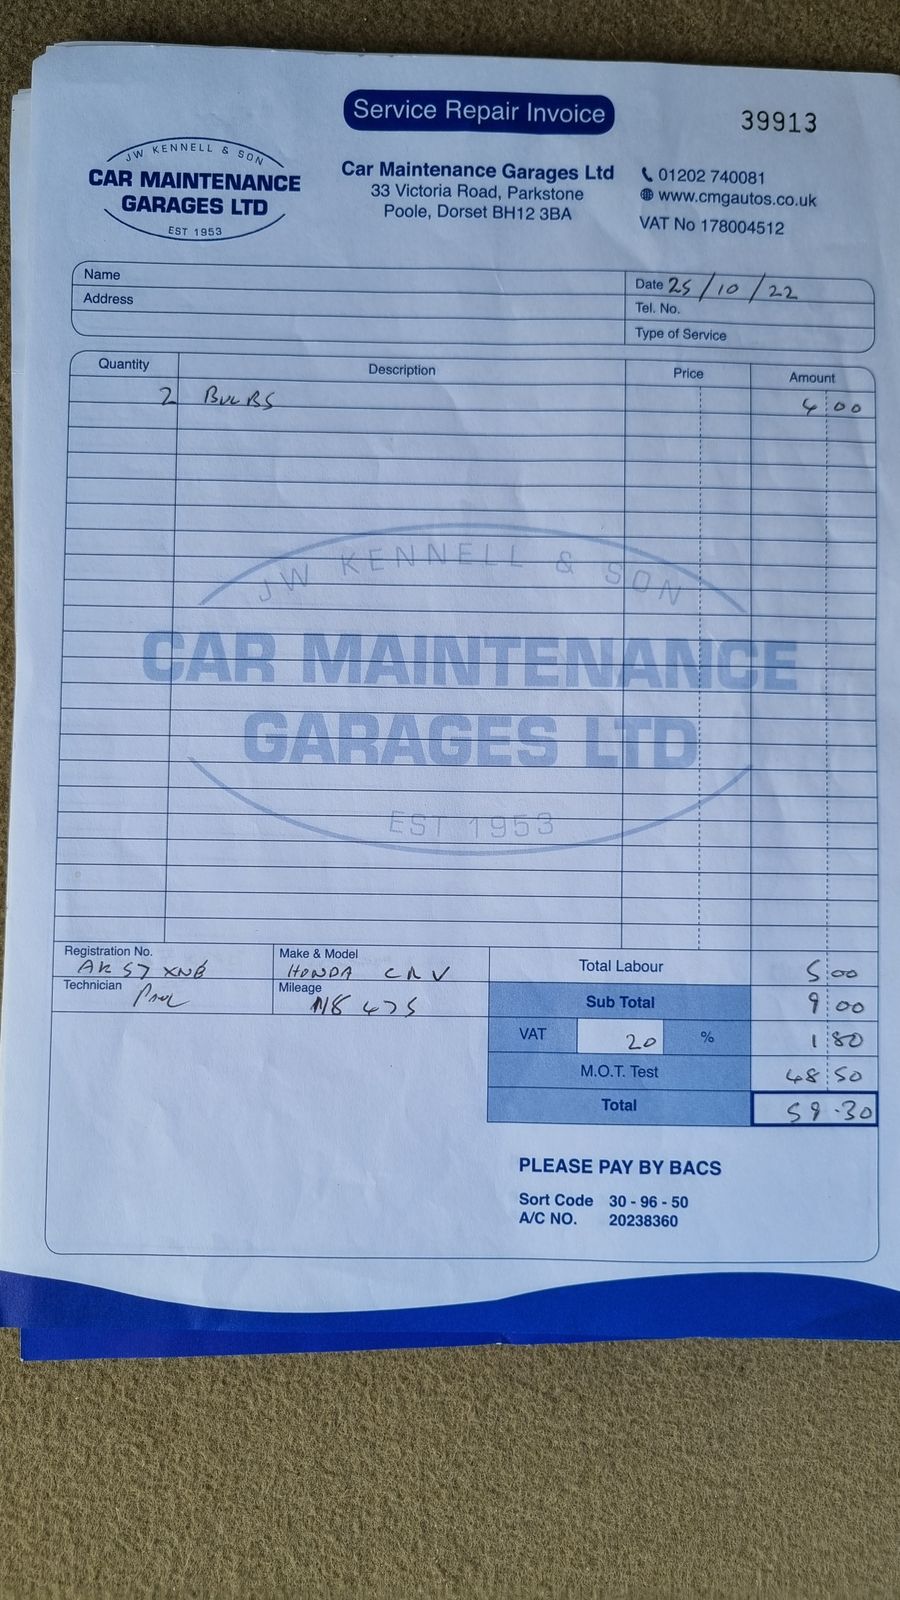 Service Repair Invoice
39913
JW KENNELL & SON
CAR MAINTENANCE
GARAGES LTD
EST 1953
Car Maintenance Garages Ltd
33 Victoria Road, Parkstone
Poole, Dorset BH12 3BA
01202 740081
www.cmgautos.co.uk
VAT No 178004512
Name
Address
Date 25/10/22
Tel. No.
Type of Service
Quantity Description Price Amount
2 BULBS 4 00
JW KENNELL & SON
CAR MAINTENANCE
GARAGES LTD
EST 1953
Registration No.
AK57 XNB
Make & Model
HONDA CRV
Technician
Paul
Mileage
118 475
Total Labour 5 00
Sub Total 9 00
VAT 20 % 1 80
M.O.T. Test 48 50
Total 59.30
PLEASE PAY BY BACS
Sort Code 30 - 96 - 50
A/C NO. 20238360